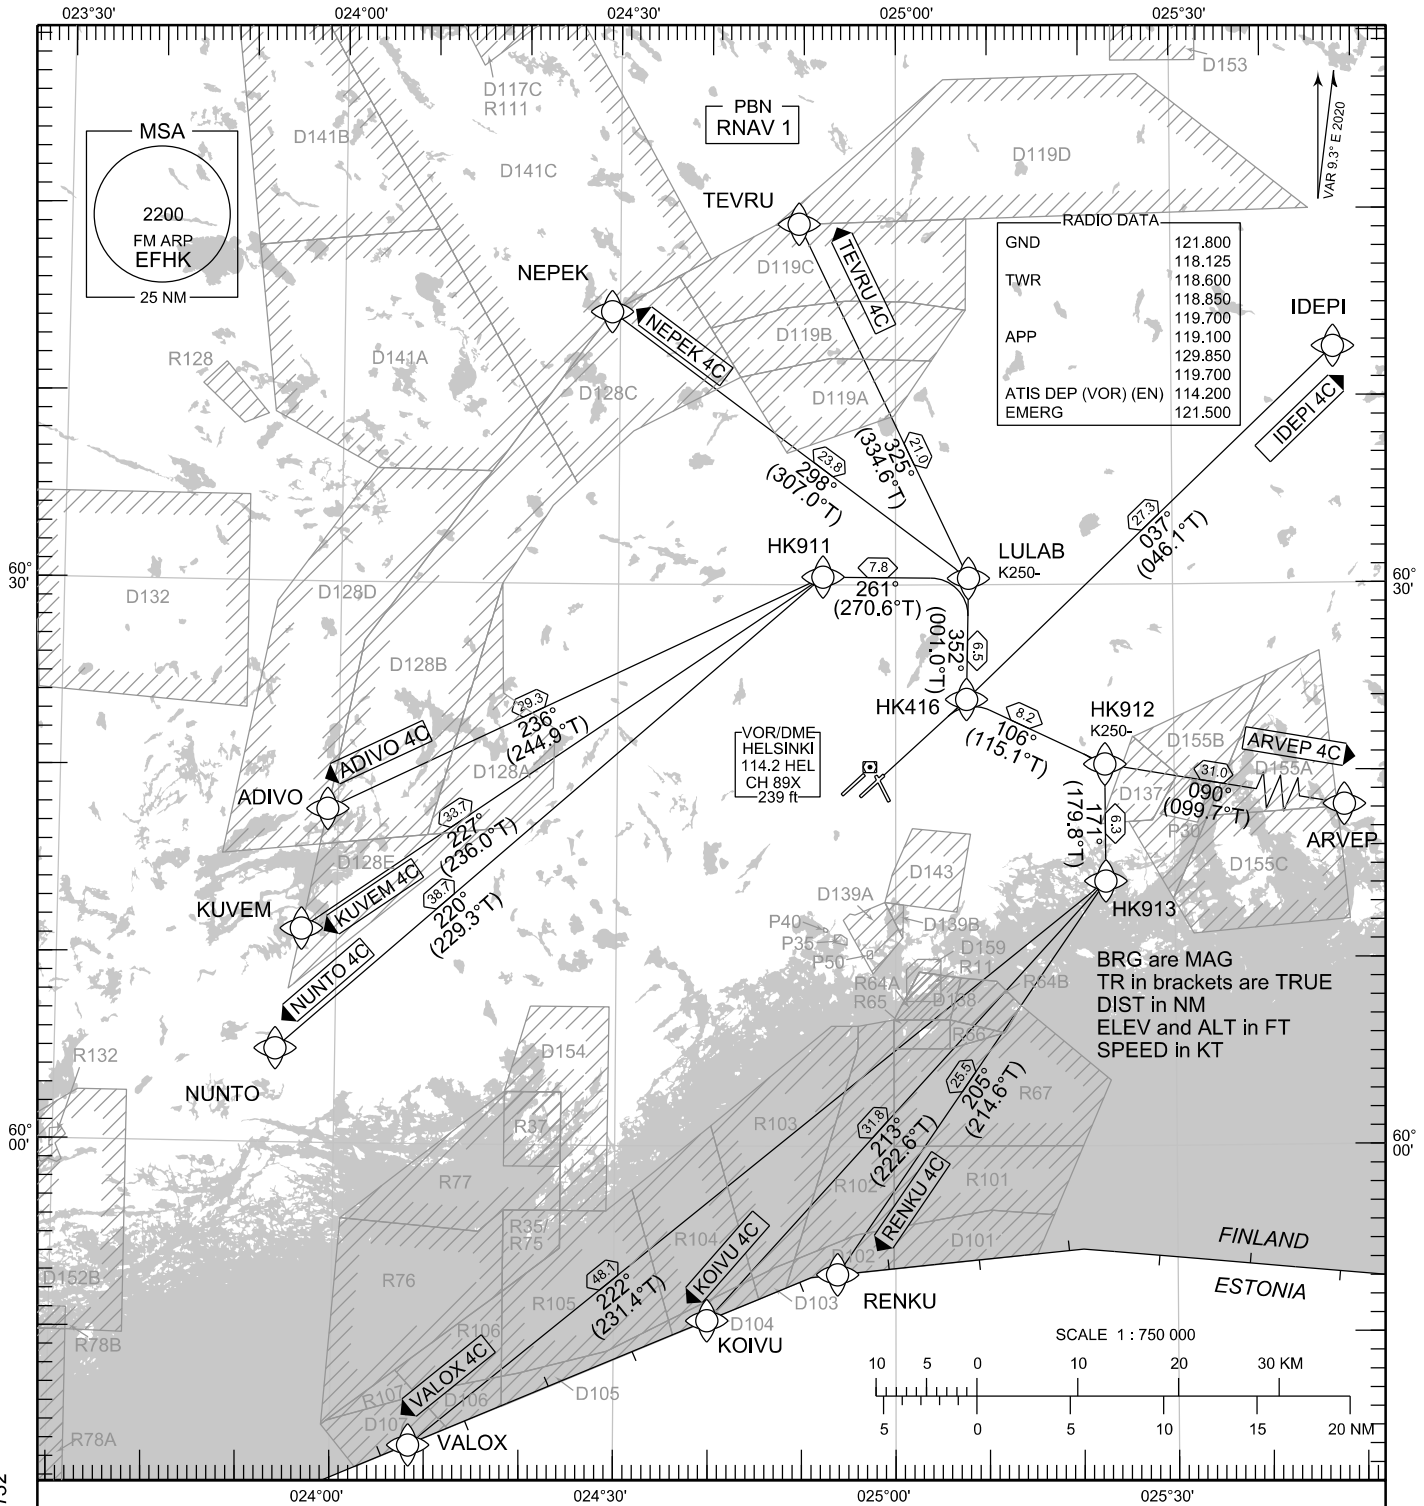 023°30'
024°00'
024°30'
025°00'
025°30'
D153
D117C
R111
PBN
RNAV 1
MSA
2200
FM ARP
EFHK
25 NM
D141B
D141C
D119D
VAR 9.3° E 2020
TEVRU
RADIO DATA
GND 121.800
118.125
TWR 118.600
118.850
119.700
APP 119.100
129.850
119.700
ATIS DEP (VOR) (EN) 114.200
EMERG 121.500
NEPEK
D119C
TEVRU 4C
IDEPI
NEPEK 4C
D119B
R128
D141A
D128C
D119A
IDEPI 4C
23.8
298°
(307.0°T)
21.0
325°
(334.6°T)
27.3
037°
(046.1°T)
HK911
LULAB
K250-
60°
30'
60°
30'
7.8
261°
(270.6°T)
D132
D128D
352°
(001.0°T)
6.5
D128B
29.3
236°
(244.9°T)
HK416
8.2
106°
(115.1°T)
HK912
K250-
D155B
ARVEP 4C
D155A
ADIVO 4C
VOR/DME
HELSINKI
114.2 HEL
CH 89X
239 ft
D128A
31.0
090°
(099.7°T)
D137
ADIVO
33.7
227°
(236.0°T)
171°
(179.8°T)
6.3
P30
ARVEP
D128E
D155C
KUVEM 4C
38.7
220°
(229.3°T)
D143
D139A
KUVEM
HK913
P40
D139B
P35
NUNTO 4C
D159
P50
R11
BRG are MAG
R64A
R64B
TR in brackets are TRUE
R65
D158
DIST in NM
R66
ELEV and ALT in FT
SPEED in KT
R132
D154
NUNTO
25.5
205°
(214.6°T)
R67
R37
R103
31.8
213°
(222.6°T)
60°
00'
60°
00'
R77
R102
RENKU 4C
R101
R35/
R75
R104
KOIVU 4C
D102
D101
FINLAND
ESTONIA
D152B
R76
48.1
222°
(231.4°T)
R105
D103
RENKU
R106
D104
KOIVU
R78B
SCALE 1 : 750 000
10 5 0 10 20 30 KM
5 0 5 10 15 20 NM
R107
VALOX 4C
D106
D105
D107
R78A
VALOX
024°00'
024°30'
025°00'
025°30'